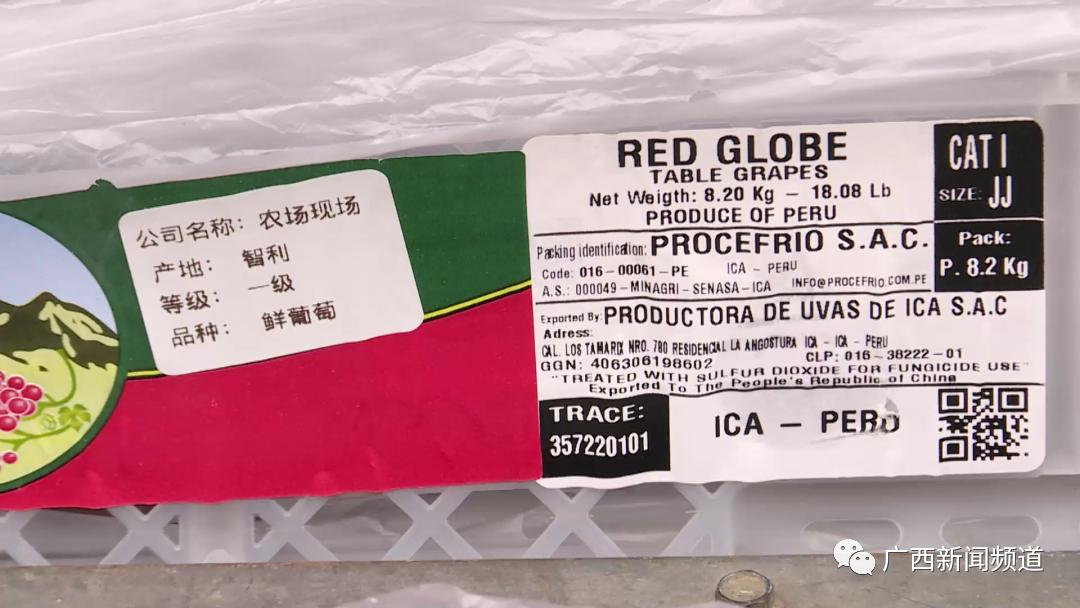 公司名称：农场现场
产地：智利
等级：一级
品种：鲜葡萄
RED GLOBE
TABLE GRAPES
Net Weigth: 8.20 Kg – 18.08 Lb
PRODUCE OF PERU
CAT I
SIZE: JJ
Packing identification: PROCEFRIO S.A.C.
Code: 016-00061-PE ICA - PERU
A.S.: 000049-MINAGRI-SENASA-ICA INFO@PROCEFRIO.COM.PE
Pack:
P. 8.2 Kg
Exported By: PRODUCTORA DE UVAS DE ICA S.A.C
Adress:
CAL. LOS TAMARIX NRO. 780 RESIDENCIAL LA ANGOSTURA ICA - ICA - PERU
GGN: 406306198602 CLP: 016-38222-01
"TREATED WITH SULFUR DIOXIDE FOR FUNGICIDE USE"
Exported To The People's Republic of China
TRACE:
357220101
ICA – PERU
广西新闻频道